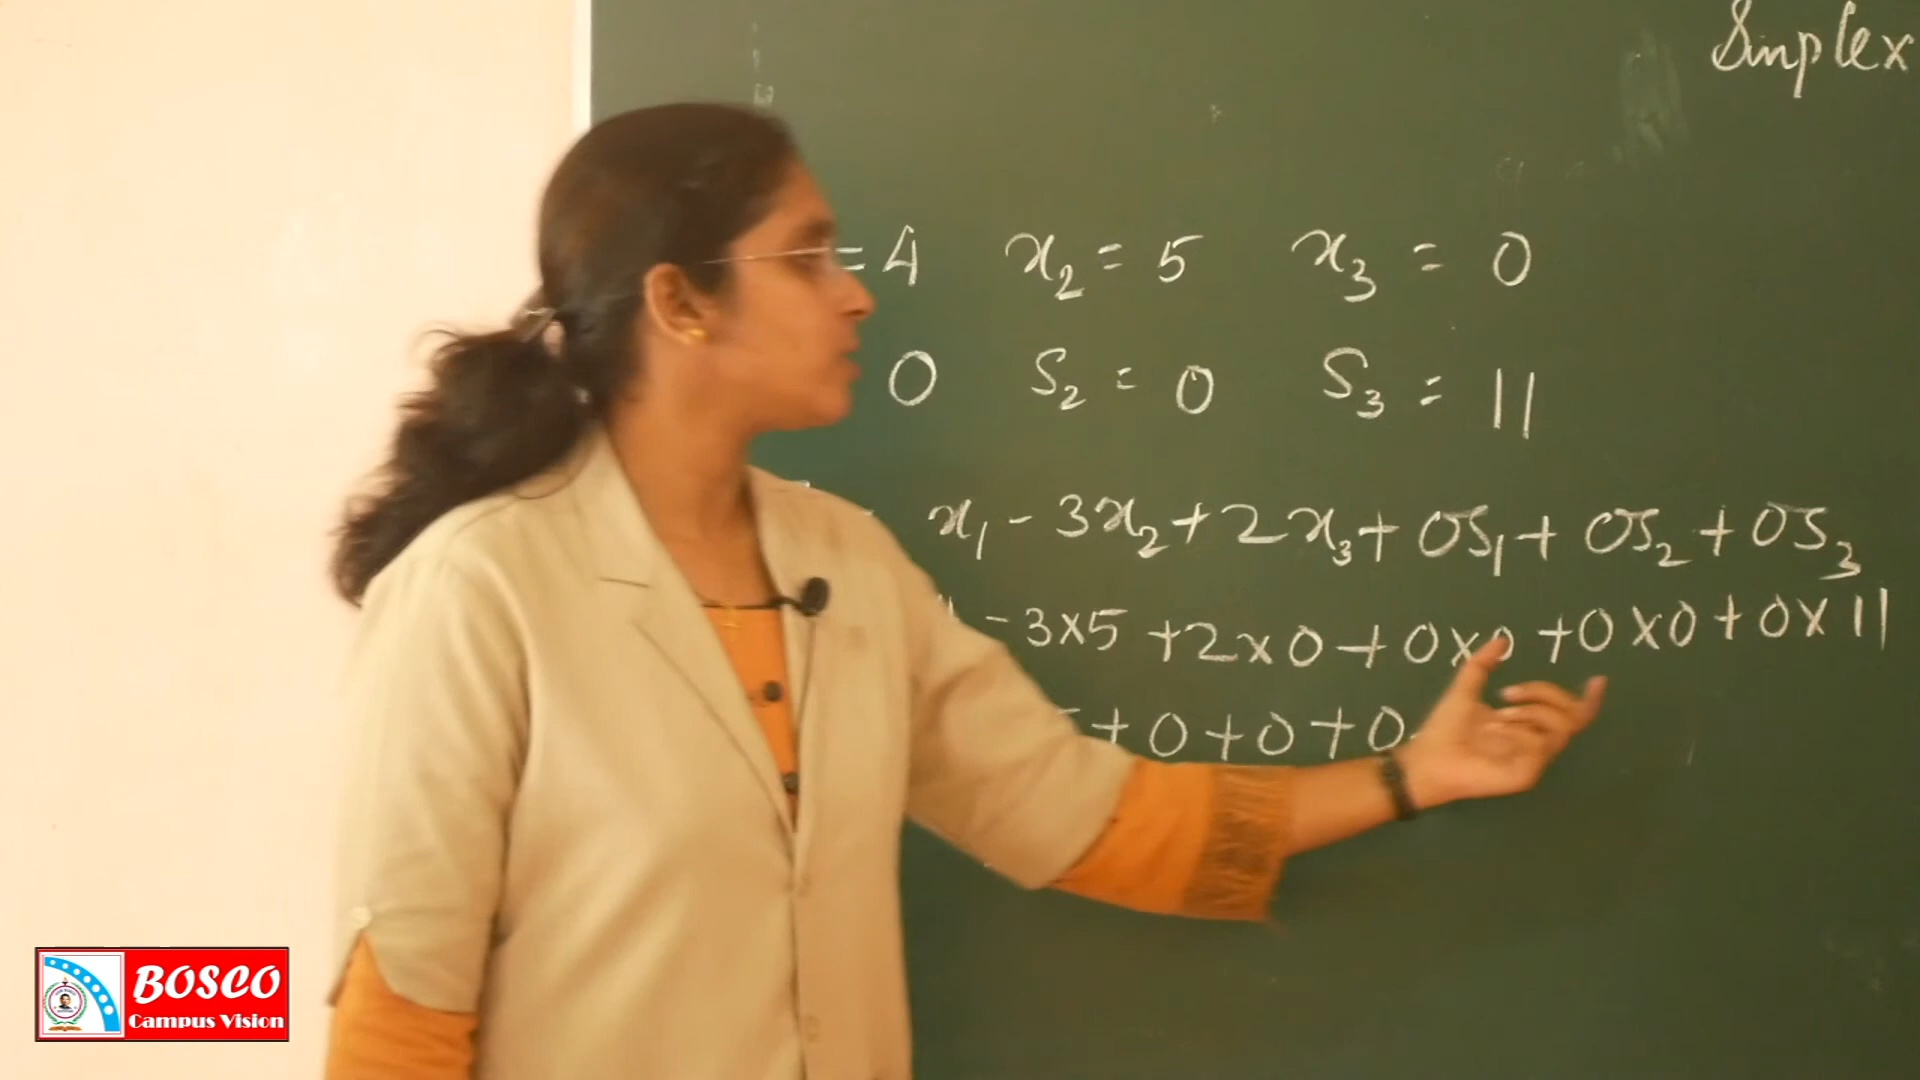 Simplex
= 4 x₂ = 5 x₃ = 0
0 S₂ = 0 S₃ = 11
x₁ - 3x₂ + 2x₃ + 0S₁ + 0S₂ + 0S₃
- 3x5 + 2x0 + 0x0 + 0x0 + 0x11
+ 0 + 0 + 0
BOSCO
Campus Vision